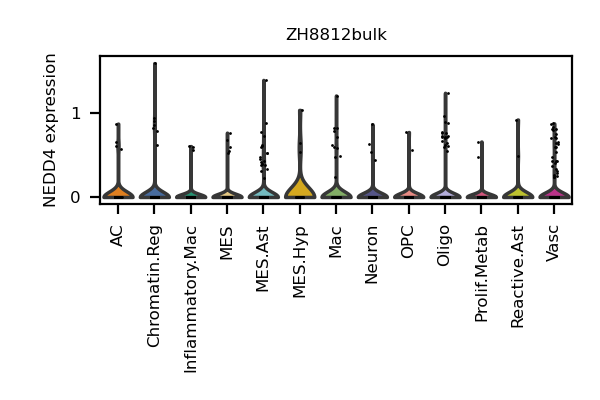 ZH8812bulk
NEDD4 expression
1
0
AC
Chromatin.Reg
Inflammatory.Mac
MES
MES.Ast
MES.Hyp
Mac
Neuron
OPC
Oligo
Prolif.Metab
Reactive.Ast
Vasc